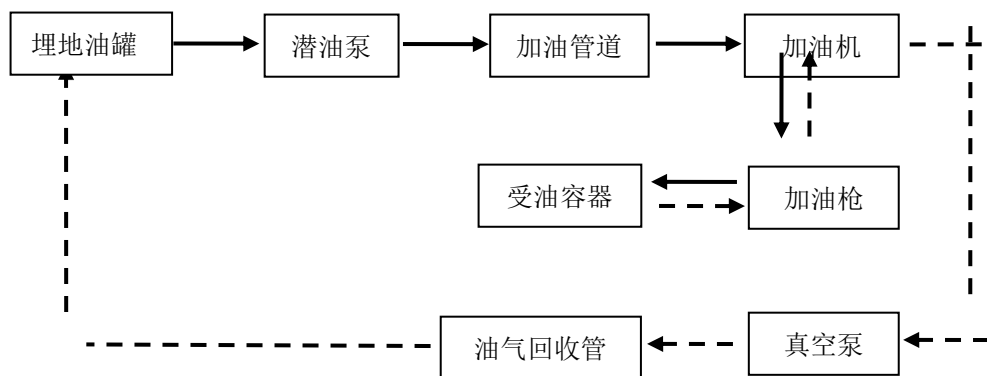 埋地油罐
潜油泵
加油管道
加油机
受油容器
加油枪
油气回收管
真空泵